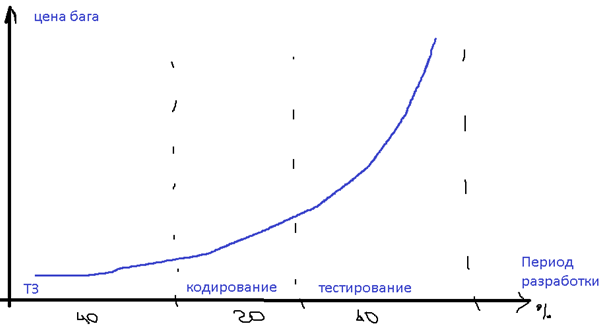 цена бага
ТЗ
кодирование
тестирование
Период
разработки
40
20
40
%